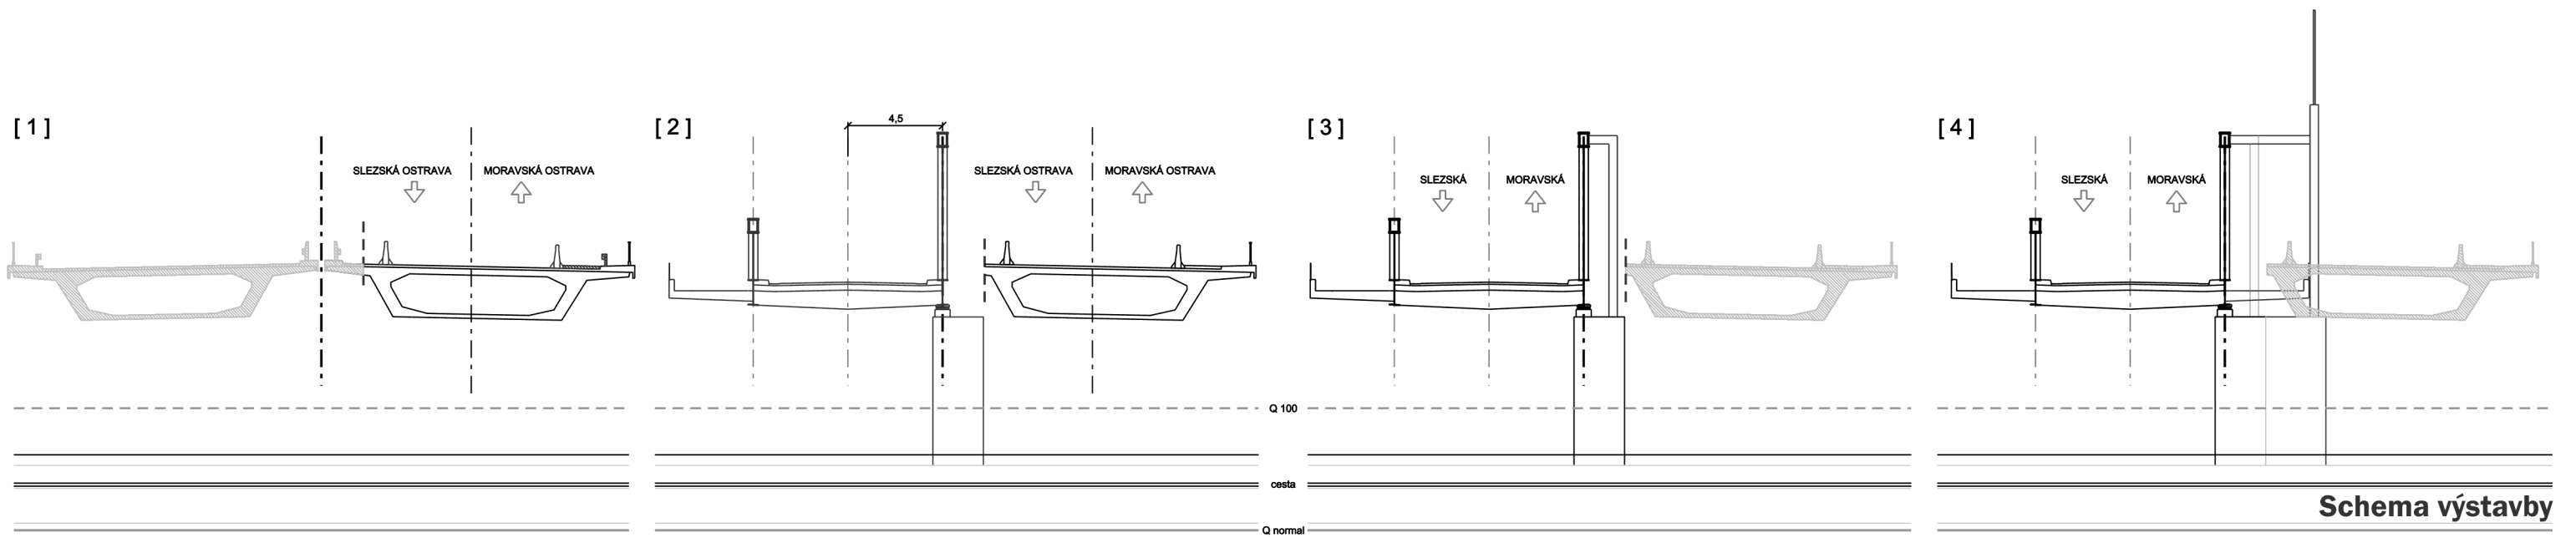 [ 1 ]
SLEZSKÁ OSTRAVA
MORAVSKÁ OSTRAVA
[ 2 ]
4,5
SLEZSKÁ OSTRAVA
MORAVSKÁ OSTRAVA
[ 3 ]
SLEZSKÁ
MORAVSKÁ
[ 4 ]
SLEZSKÁ
MORAVSKÁ
Q 100
cesta
Q normal
Schema výstavby